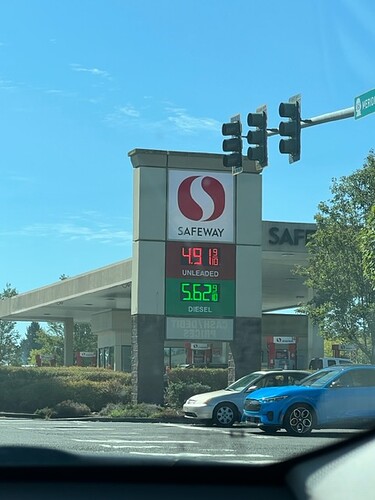 SAFEWAY
4.91 9/10
UNLEADED
5.62 9/10
DIESEL
SAFE